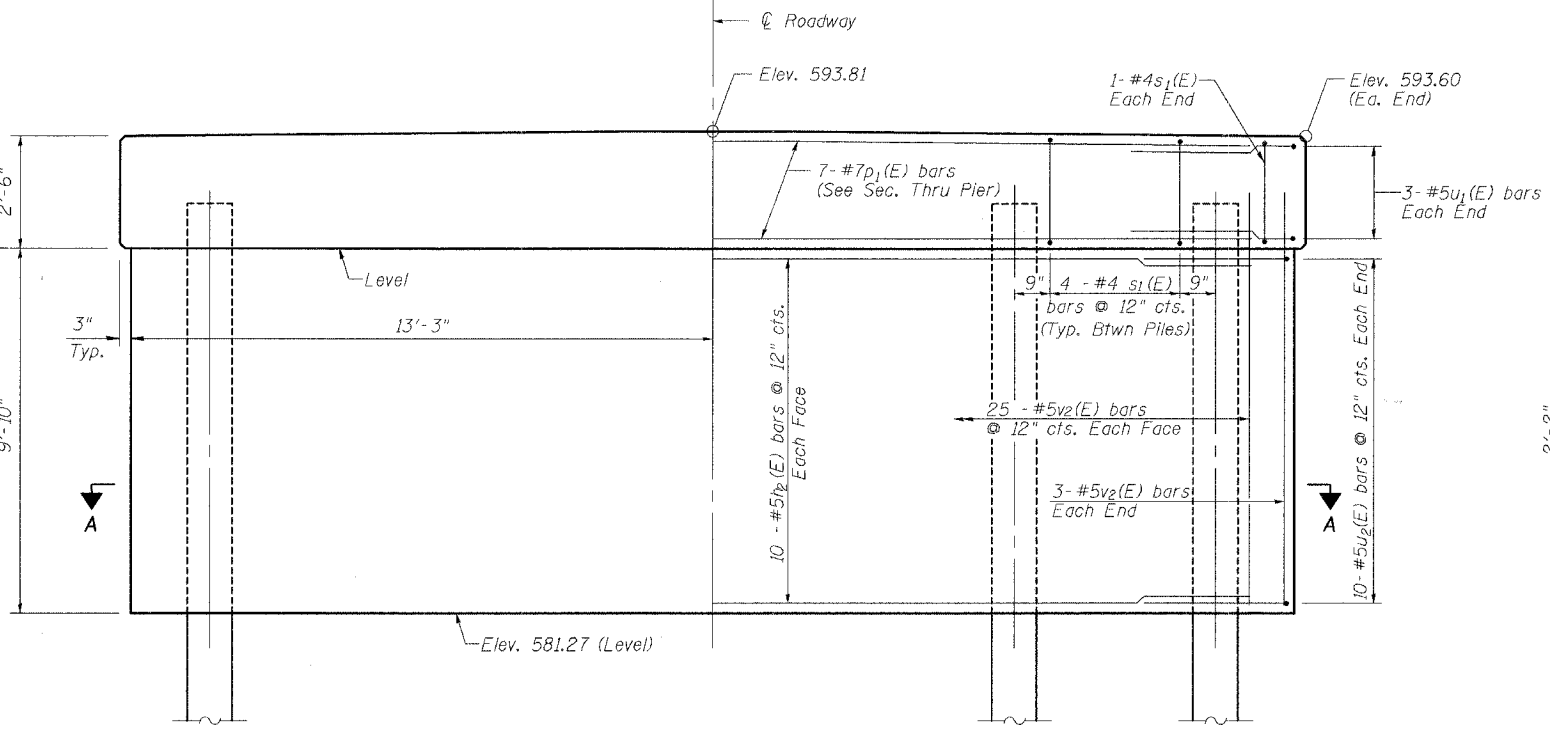 ℄ Roadway
Elev. 593.81
1- #4s₁(E)
Each End
Elev. 593.60
(Ea. End)
2'-6"
7- #7p₁(E) bars
(See Sec. Thru Pier)
3- #5u₁(E) bars
Each End
Level
9" 4 - #4 s1(E) 9"
bars @ 12" cts.
(Typ. Btwn Piles)
3"
Typ.
13'-3"
9'-10"
10 - #5h₂(E) bars @ 12" cts.
Each Face
25 - #5v2(E) bars
@ 12" cts. Each Face
3- #5v₂(E) bars
Each End
10- #5u₂(E) bars @ 12" cts. Each End
A
A
Elev. 581.27 (Level)